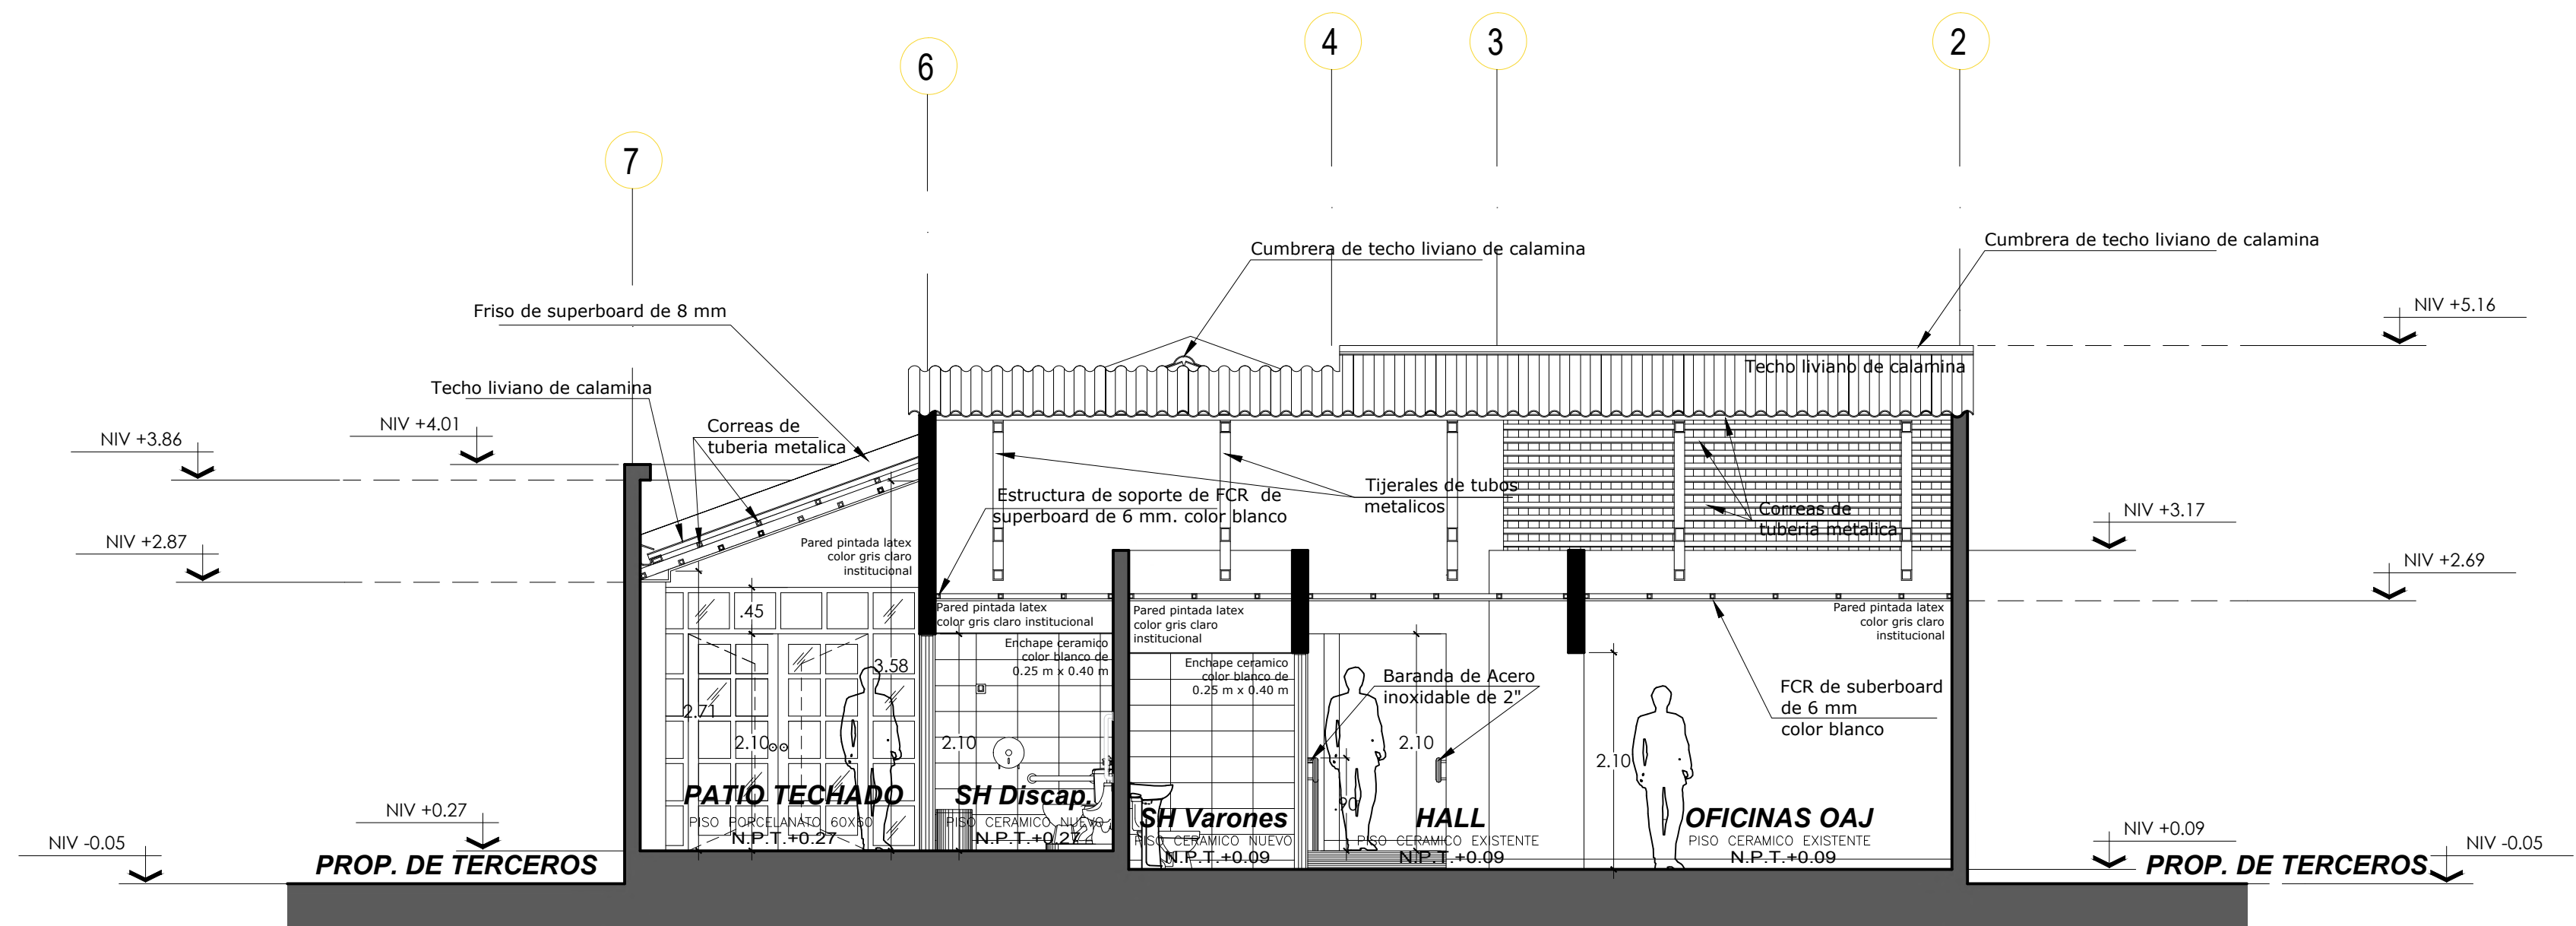 4
3
2
6
7
Cumbrera de techo liviano de calamina
Cumbrera de techo liviano de calamina
Friso de superboard de 8 mm
NIV +5.16
Techo liviano de calamina
Techo liviano de calamina
NIV +4.01
NIV +3.86
Correas de
tuberia metalica
Tijerales de tubos
metalicos
Estructura de soporte de FCR de
superboard de 6 mm. color blanco
Correas de
tuberia metalica
NIV +3.17
NIV +2.87
Pared pintada latex
color gris claro
institucional
NIV +2.69
.45
Pared pintada latex
color gris claro institucional
Pared pintada latex
color gris claro
institucional
Pared pintada latex
color gris claro
institucional
Enchape ceramico
color blanco de
0.25 m x 0.40 m
Enchape ceramico
color blanco de
0.25 m x 0.40 m
3.58
Baranda de Acero
inoxidable de 2"
FCR de suberboard
de 6 mm
color blanco
2.71
2.10
2.10
2.10
2.10
.90
PATIO TECHADO
PISO PORCELANATO 60X60
N.P.T.+0.27
SH Discap.
PISO CERAMICO NUEVO
N.P.T.+0.27
SH Varones
PISO CERAMICO NUEVO
N.P.T.+0.09
HALL
PISO CERAMICO EXISTENTE
N.P.T.+0.09
OFICINAS OAJ
PISO CERAMICO EXISTENTE
N.P.T.+0.09
NIV +0.27
NIV +0.09
NIV -0.05
NIV -0.05
PROP. DE TERCEROS
PROP. DE TERCEROS